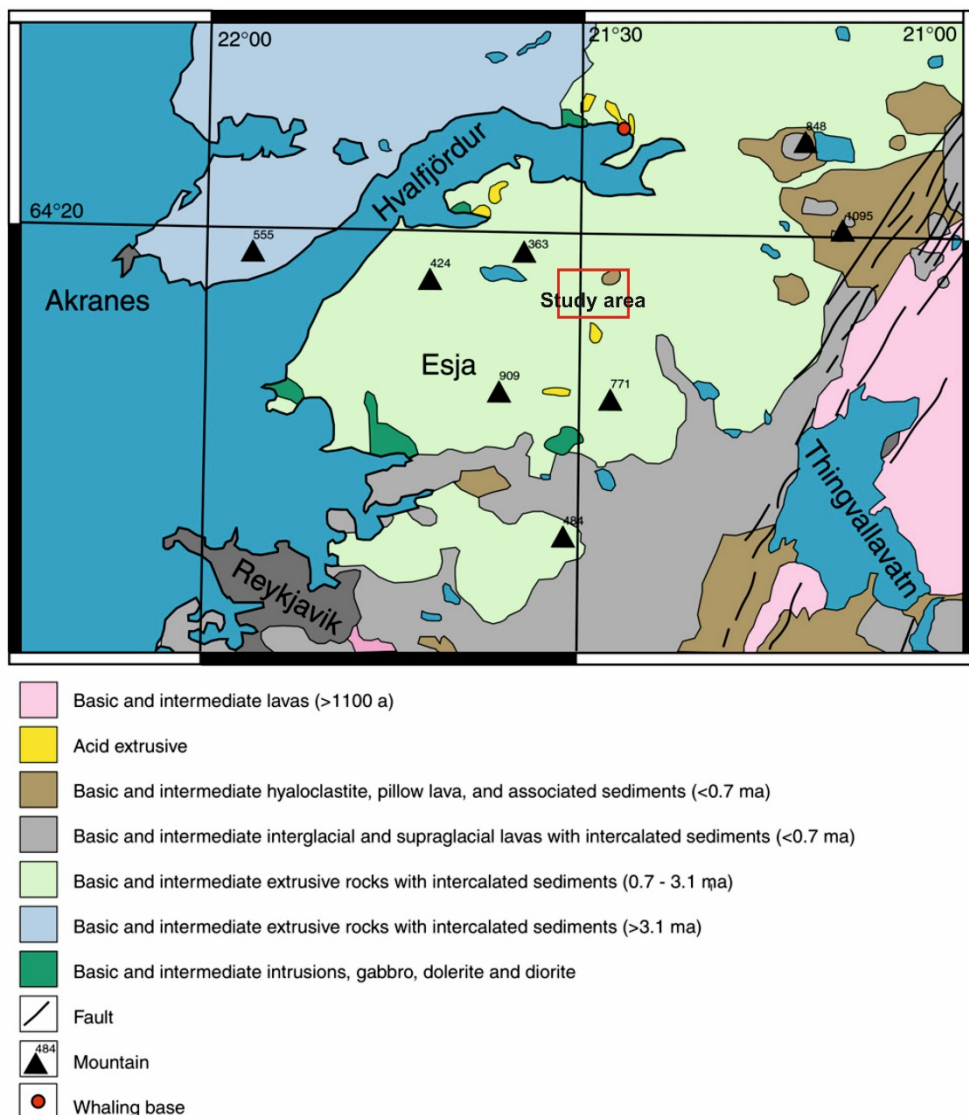 22°00
21°30
21°00
848
Hvalfjördur
64°20
1095
555
363
424
Akranes
Study area
Esja
909
771
Thingvallavatn
484
Reykjavik
Basic and intermediate lavas (>1100 a)
Acid extrusive
Basic and intermediate hyaloclastite, pillow lava, and associated sediments (<0.7 ma)
Basic and intermediate interglacial and supraglacial lavas with intercalated sediments (<0.7 ma)
Basic and intermediate extrusive rocks with intercalated sediments (0.7 - 3.1 ma)
Basic and intermediate extrusive rocks with intercalated sediments (>3.1 ma)
Basic and intermediate intrusions, gabbro, dolerite and diorite
Fault
484
Mountain
Whaling base